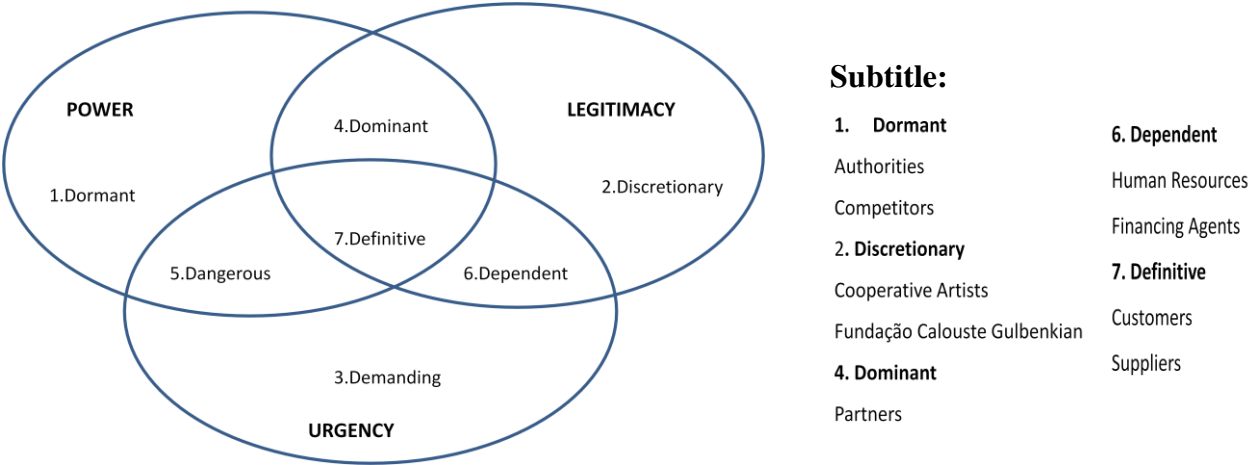 POWER
LEGITIMACY
4.Dominant
1.Dormant
2.Discretionary
7.Definitive
5.Dangerous
6.Dependent
3.Demanding
URGENCY
Subtitle:
1. Dormant
Authorities
Competitors
2. Discretionary
Cooperative Artists
Fundação Calouste Gulbenkian
4. Dominant
Partners
6. Dependent
Human Resources
Financing Agents
7. Definitive
Customers
Suppliers